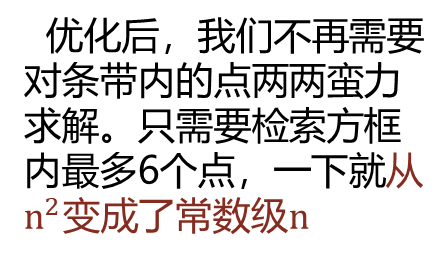 优化后，我们不再需要
对条带内的点两两蛮力
求解。只需要检索方框
内最多6个点，一下就从
n²变成了常数级n